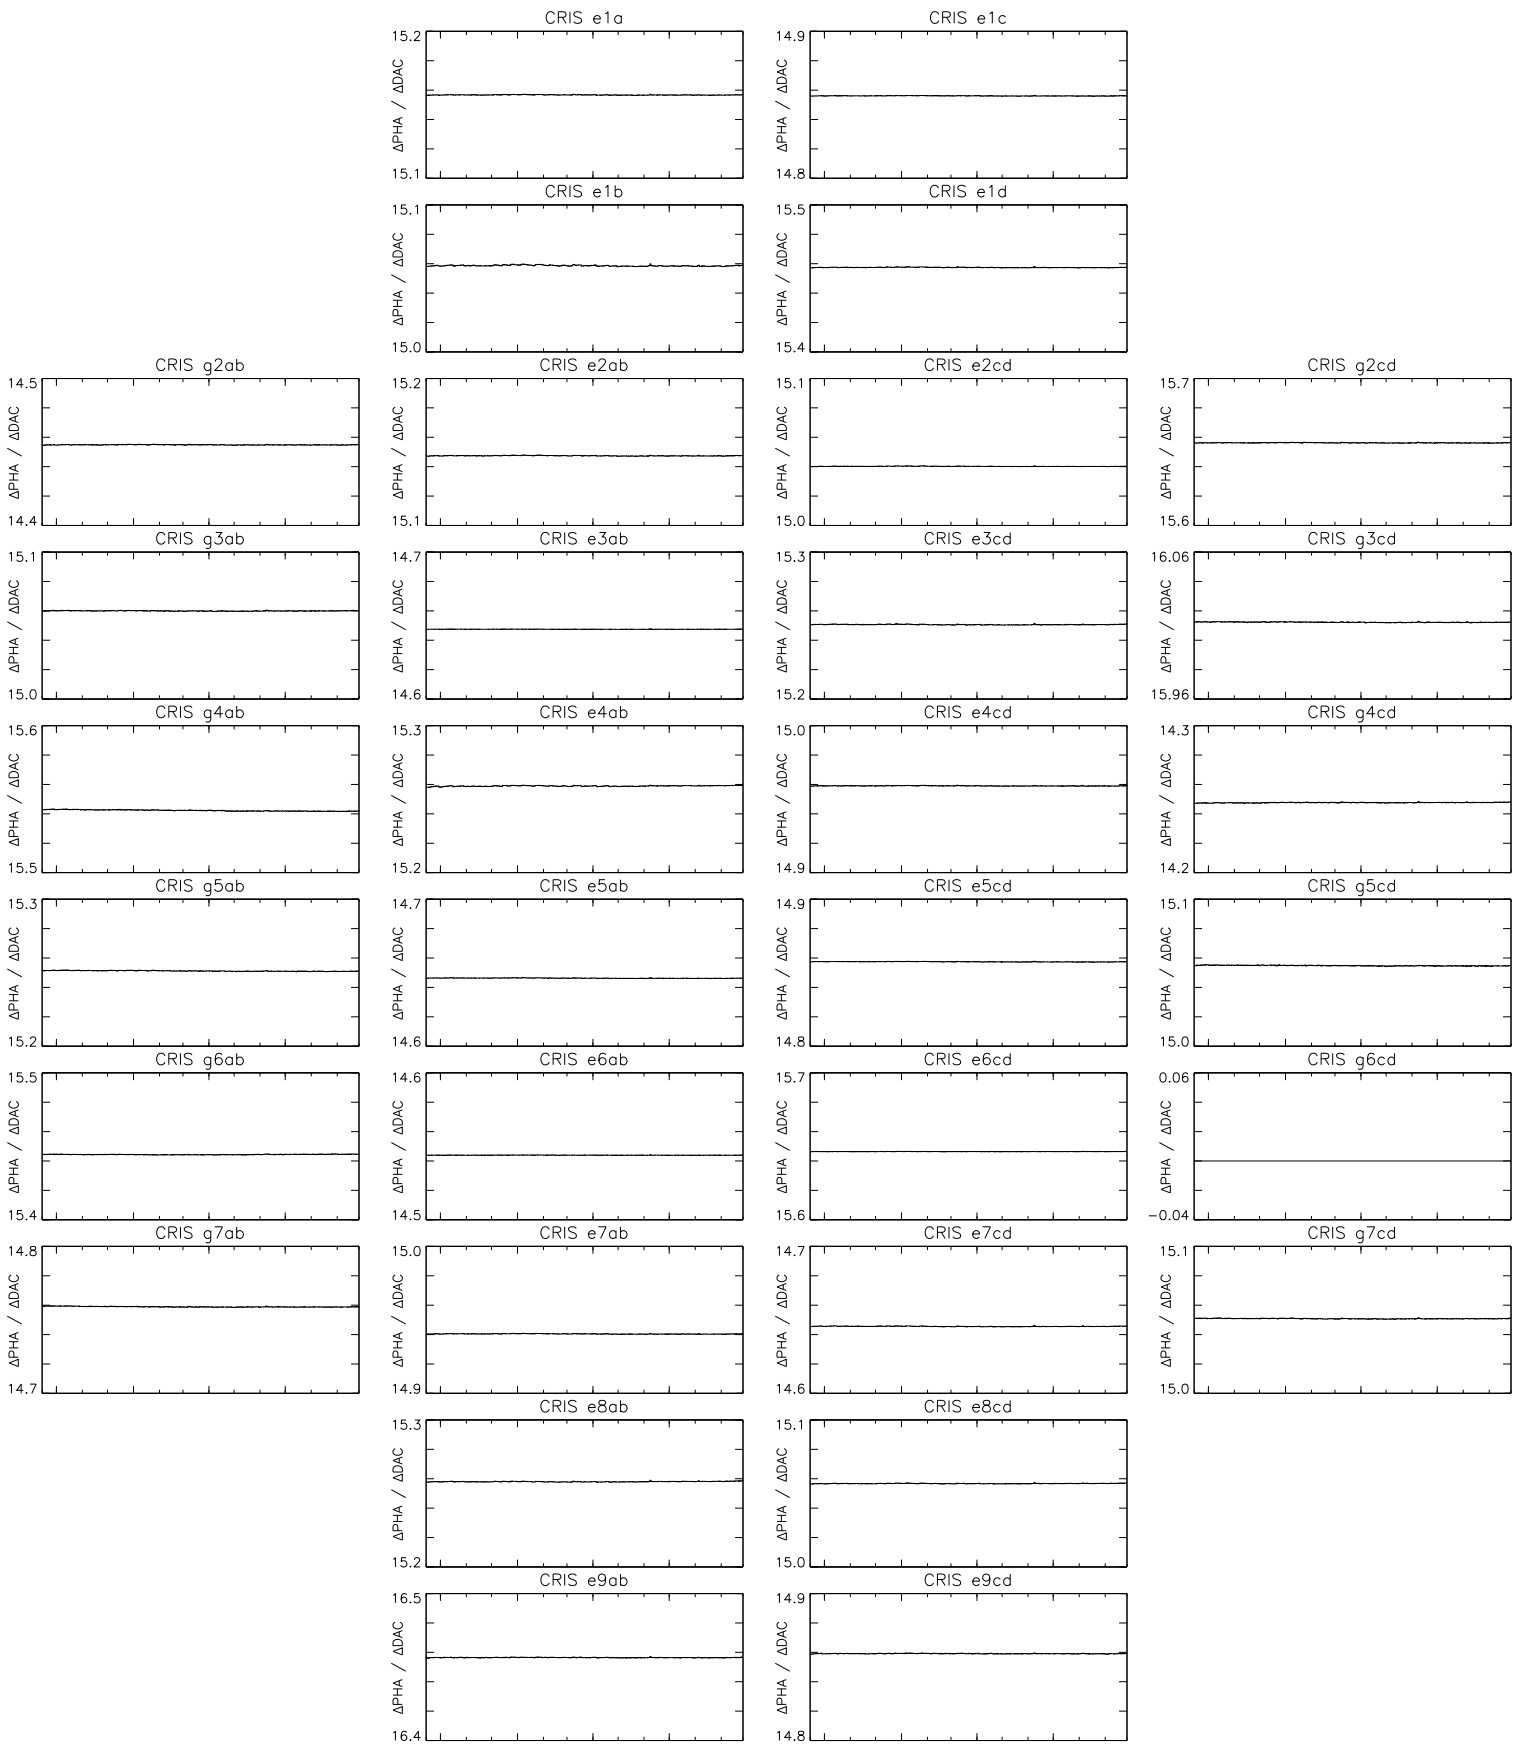 CRIS e1a
15.2
ΔPHA / ΔDAC
15.1
CRIS e1c
14.9
ΔPHA / ΔDAC
14.8
CRIS e1b
15.1
ΔPHA / ΔDAC
15.0
CRIS e1d
15.5
ΔPHA / ΔDAC
15.4
CRIS g2ab
14.5
ΔPHA / ΔDAC
14.4
CRIS e2ab
15.2
ΔPHA / ΔDAC
15.1
CRIS e2cd
15.1
ΔPHA / ΔDAC
15.0
CRIS g2cd
15.7
ΔPHA / ΔDAC
15.6
CRIS g3ab
15.1
ΔPHA / ΔDAC
15.0
CRIS e3ab
14.7
ΔPHA / ΔDAC
14.6
CRIS e3cd
15.3
ΔPHA / ΔDAC
15.2
CRIS g3cd
16.06
ΔPHA / ΔDAC
15.96
CRIS g4ab
15.6
ΔPHA / ΔDAC
15.5
CRIS e4ab
15.3
ΔPHA / ΔDAC
15.2
CRIS e4cd
15.0
ΔPHA / ΔDAC
14.9
CRIS g4cd
14.3
ΔPHA / ΔDAC
14.2
CRIS g5ab
15.3
ΔPHA / ΔDAC
15.2
CRIS e5ab
14.7
ΔPHA / ΔDAC
14.6
CRIS e5cd
14.9
ΔPHA / ΔDAC
14.8
CRIS g5cd
15.1
ΔPHA / ΔDAC
15.0
CRIS g6ab
15.5
ΔPHA / ΔDAC
15.4
CRIS e6ab
14.6
ΔPHA / ΔDAC
14.5
CRIS e6cd
15.7
ΔPHA / ΔDAC
15.6
CRIS g6cd
0.06
ΔPHA / ΔDAC
−0.04
CRIS g7ab
14.8
ΔPHA / ΔDAC
14.7
CRIS e7ab
15.0
ΔPHA / ΔDAC
14.9
CRIS e7cd
14.7
ΔPHA / ΔDAC
14.6
CRIS g7cd
15.1
ΔPHA / ΔDAC
15.0
CRIS e8ab
15.3
ΔPHA / ΔDAC
15.2
CRIS e8cd
15.1
ΔPHA / ΔDAC
15.0
CRIS e9ab
16.5
ΔPHA / ΔDAC
16.4
CRIS e9cd
14.9
ΔPHA / ΔDAC
14.8